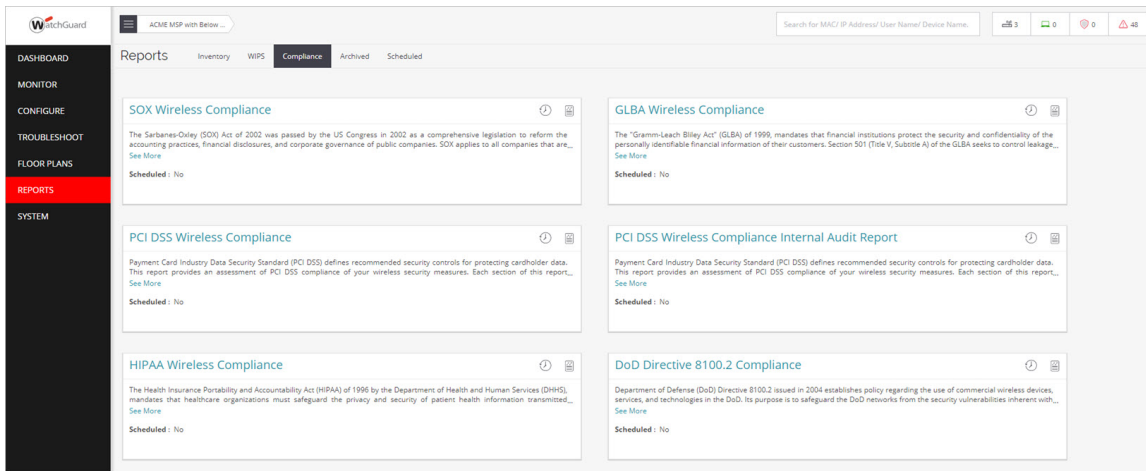 WatchGuard
ACME MSP with Below ...
Search for MAC/ IP Address/ User Name/ Device Name.
3
0
0
48
DASHBOARD
MONITOR
CONFIGURE
TROUBLESHOOT
FLOOR PLANS
REPORTS
SYSTEM
Reports
Inventory
WIPS
Compliance
Archived
Scheduled
SOX Wireless Compliance
The Sarbanes-Oxley (SOX) Act of 2002 was passed by the US Congress in 2002 as a comprehensive legislation to reform the
accounting practices, financial disclosures, and corporate governance of public companies. SOX applies to all companies that are...
See More
Scheduled : No
GLBA Wireless Compliance
The "Gramm-Leach Bliley Act" (GLBA) of 1999, mandates that financial institutions protect the security and confidentiality of the
personally identifiable financial information of their customers. Section 501 (Title V, Subtitle A) of the GLBA seeks to control leakage...
See More
Scheduled : No
PCI DSS Wireless Compliance
Payment Card Industry Data Security Standard (PCI DSS) defines recommended security controls for protecting cardholder data.
This report provides an assessment of PCI DSS compliance of your wireless security measures. Each section of this report...
See More
Scheduled : No
PCI DSS Wireless Compliance Internal Audit Report
Payment Card Industry Data Security Standard (PCI DSS) defines recommended security controls for protecting cardholder data.
This report provides an assessment of PCI DSS compliance of your wireless security measures. Each section of this report...
See More
Scheduled : No
HIPAA Wireless Compliance
The Health Insurance Portability and Accountability Act (HIPAA) of 1996 by the Department of Health and Human Services (DHHS),
mandates that healthcare organizations must safeguard the privacy and security of patient health information transmitted...
See More
Scheduled : No
DoD Directive 8100.2 Compliance
Department of Defense (DoD) Directive 8100.2 issued in 2004 establishes policy regarding the use of commercial wireless devices,
services, and technologies in the DoD. Its purpose is to safeguard the DoD networks from the security vulnerabilities inherent with...
See More
Scheduled : No